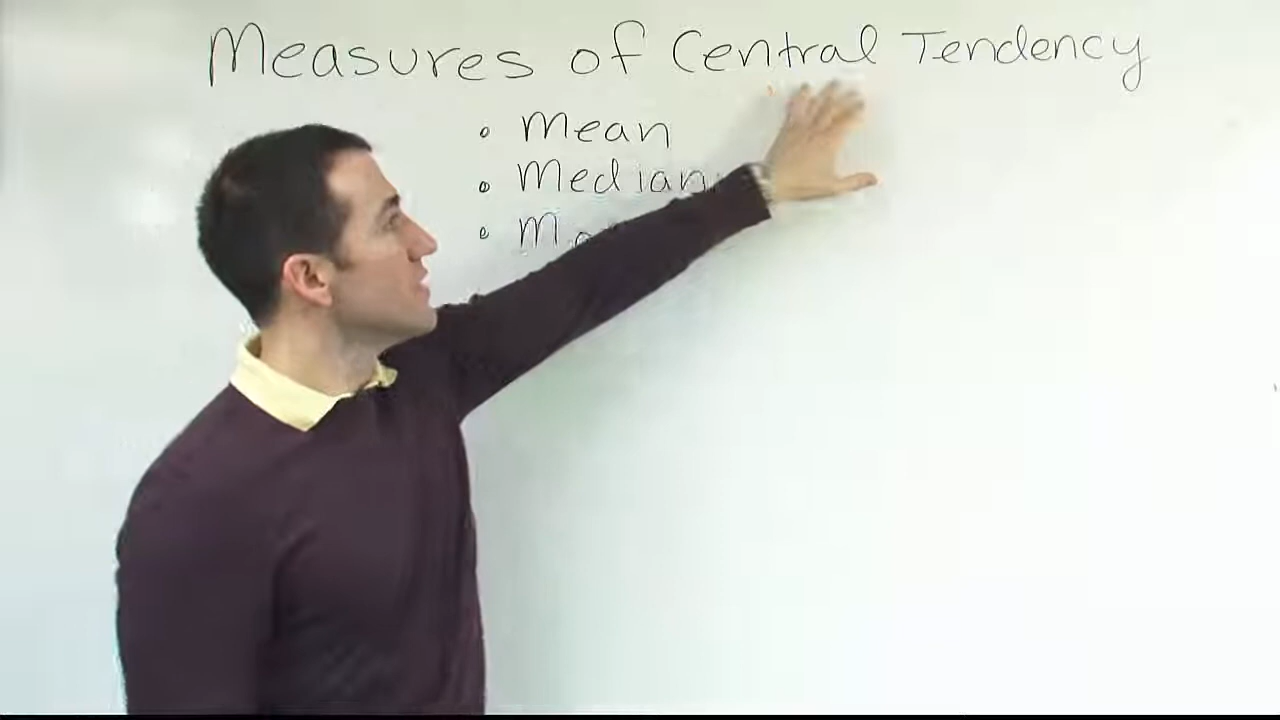 Measures of Central Tendency
• Mean
• Median